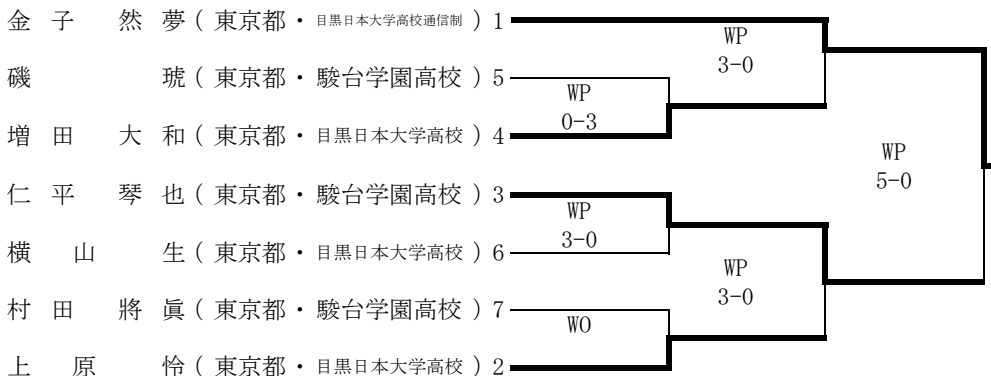 金子 然夢 ( 東京都・目黒日本大学高校通信制 ) 1
WP
3-0
磯 琥 ( 東京都・駿台学園高校 ) 5
WP
0-3
増田 大和 ( 東京都・目黒日本大学高校 ) 4
WP
5-0
仁平 琴也 ( 東京都・駿台学園高校 ) 3
WP
3-0
横山 生 ( 東京都・目黒日本大学高校 ) 6
WP
3-0
村田 將眞 ( 東京都・駿台学園高校 ) 7
WO
上原 怜 ( 東京都・目黒日本大学高校 ) 2